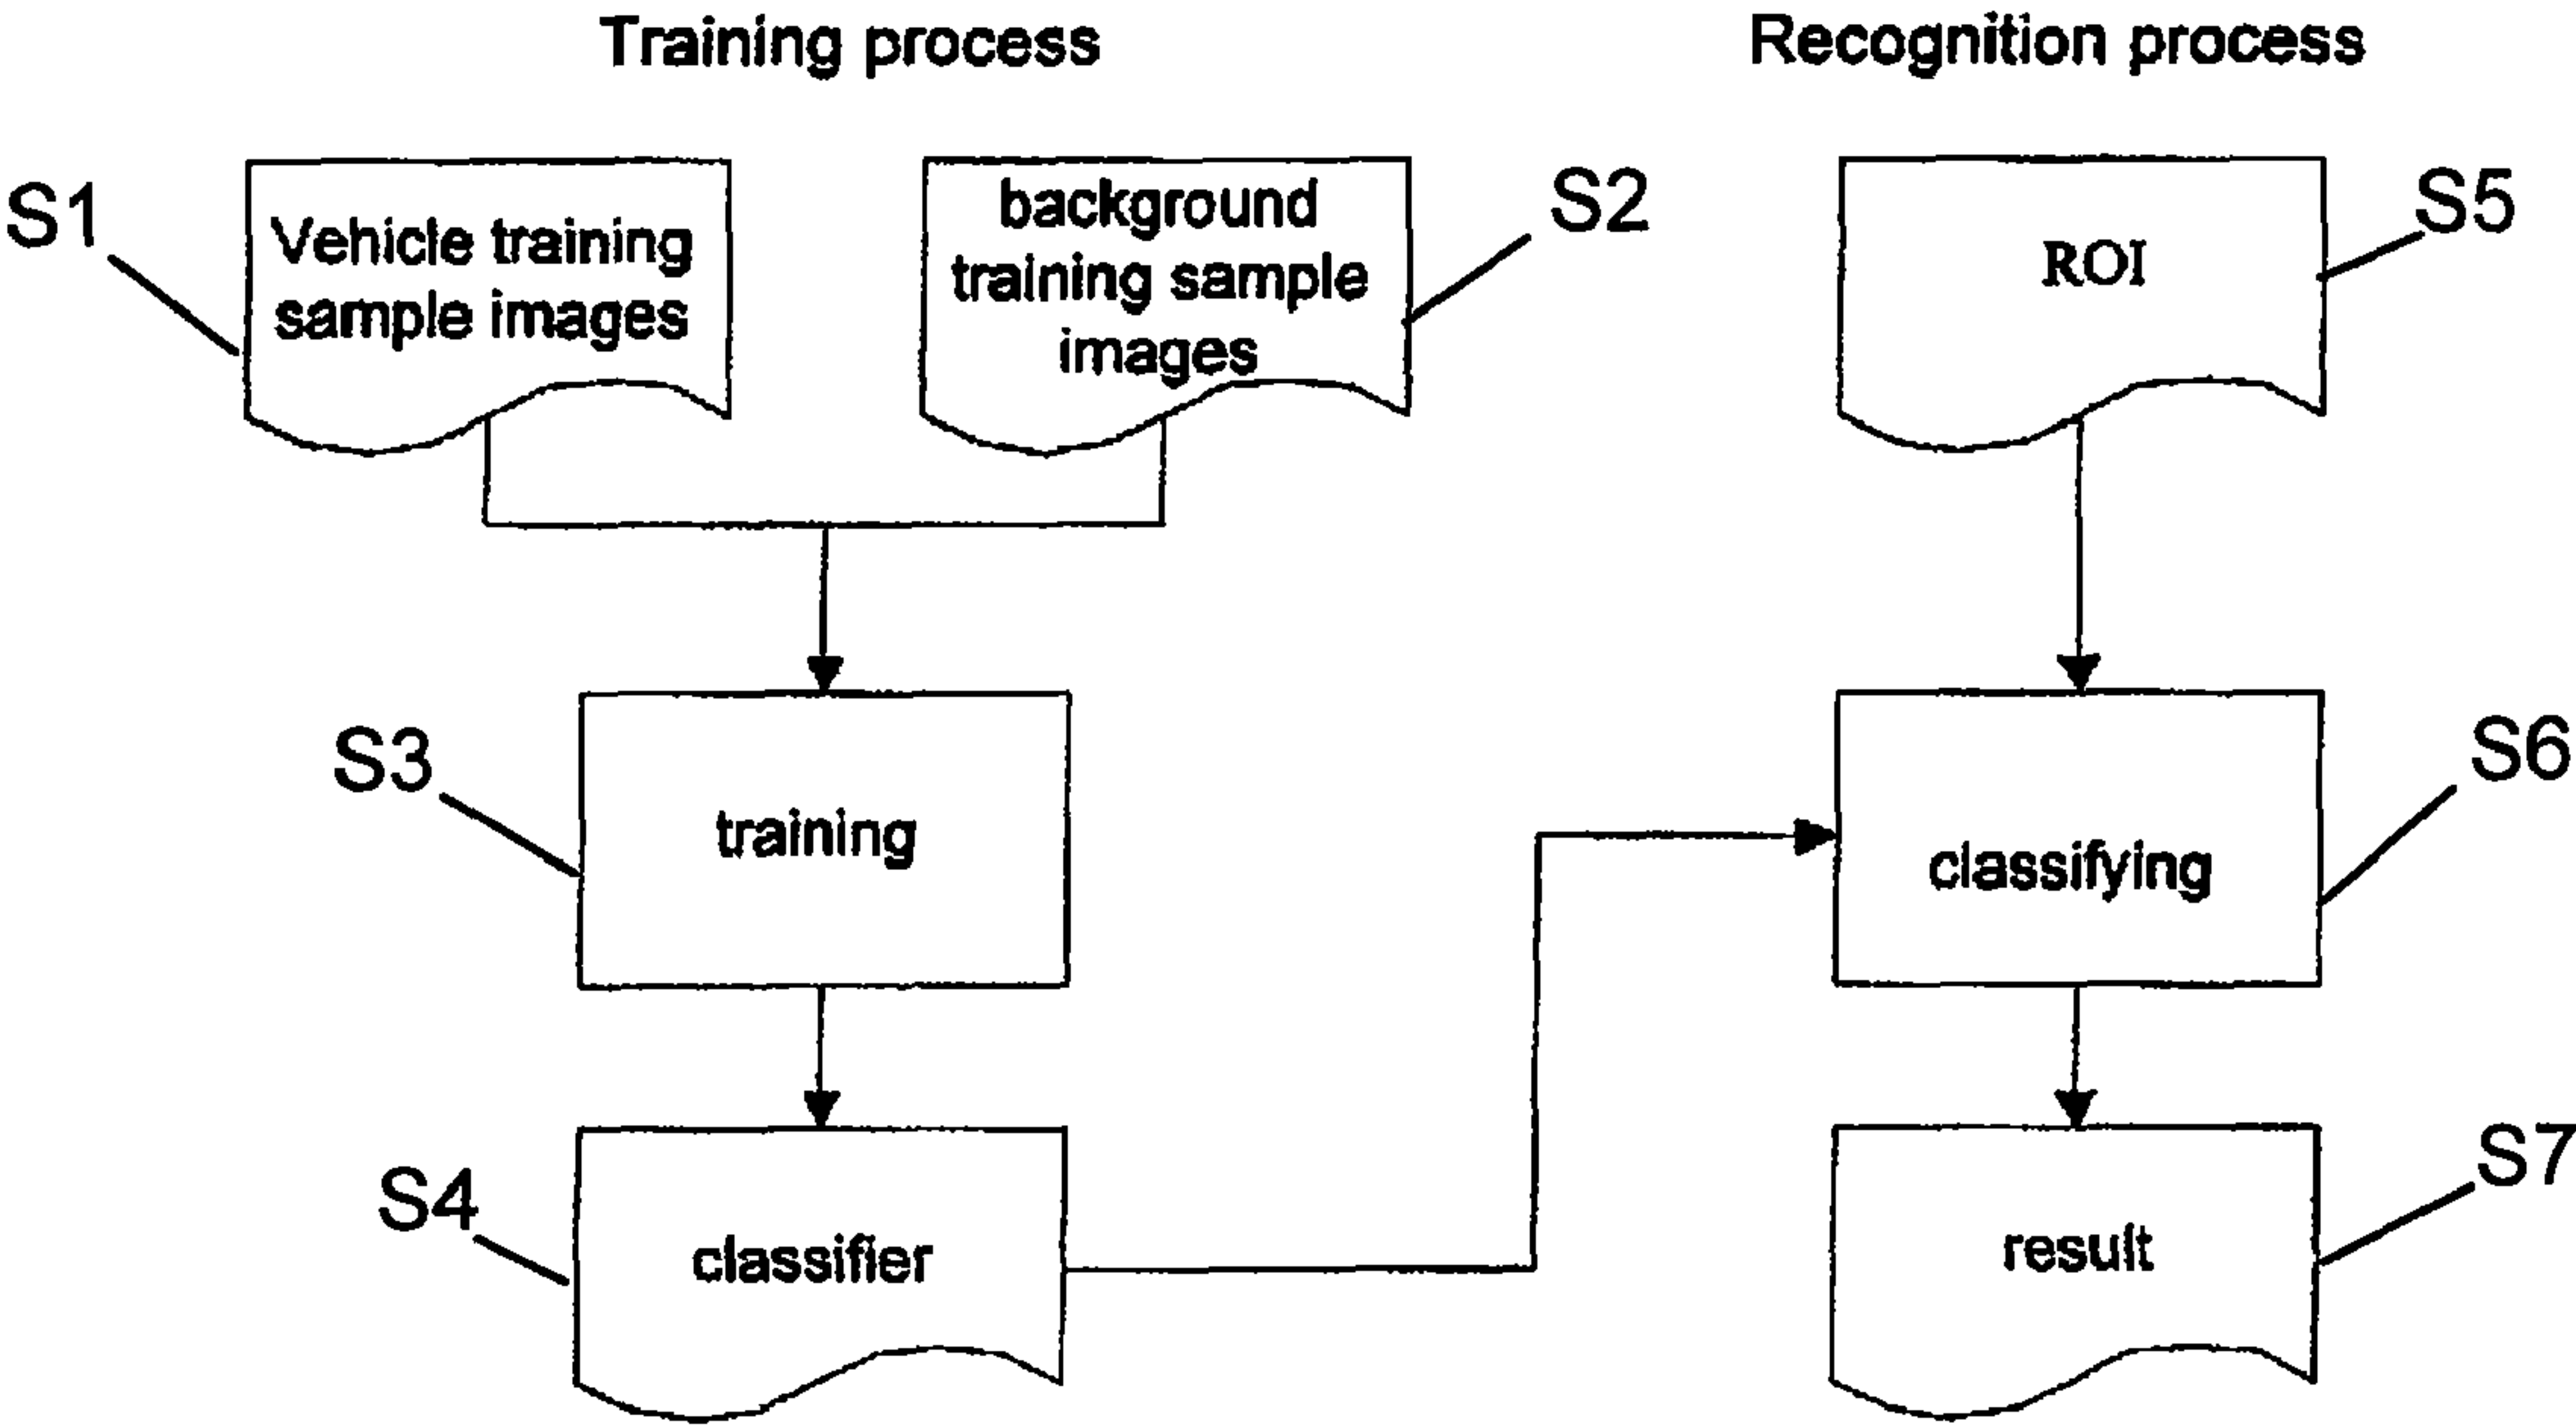 Training process
Recognition process
S1
Vehicle training
sample images
background
training sample
images
S2
ROI
S5
S3
training
classifying
S6
S4
classifier
result
S7